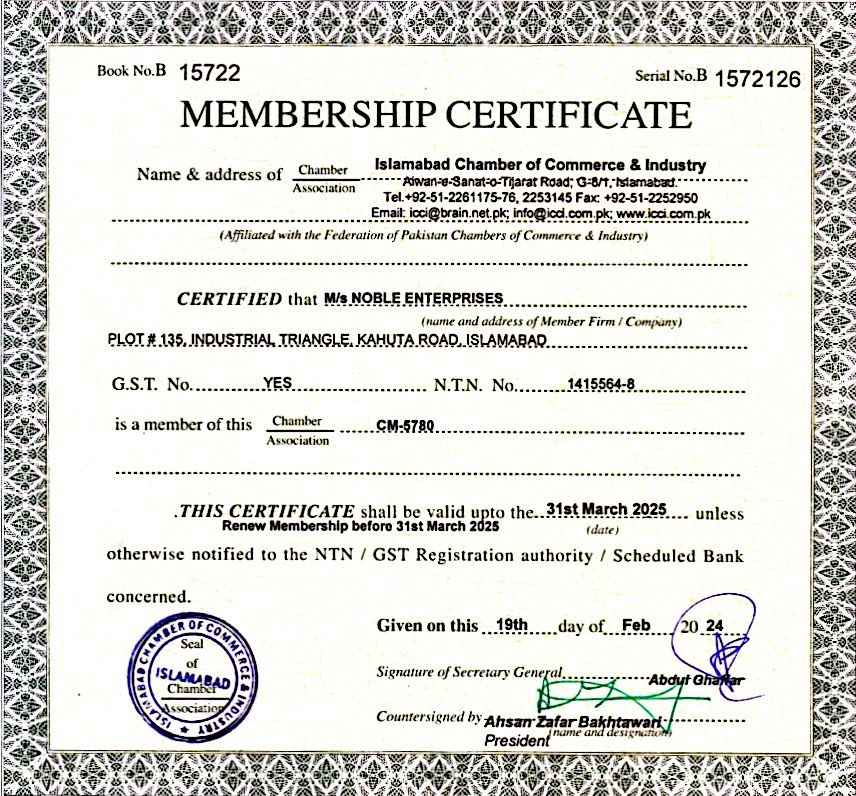 Book No.B 15722
Serial No.B 1572126
MEMBERSHIP CERTIFICATE
Name & address of Chamber Association Islamabad Chamber of Commerce & Industry
Aiwan-e-Sanat-o-Tijarat Road; G-8/1, Islamabad.
Tel.+92-51-2261175-76, 2253145 Fax: +92-51-2252950
Email: icci@brain.net.pk; info@icci.com.pk; www.icci.com.pk
(Affiliated with the Federation of Pakistan Chambers of Commerce & Industry)
CERTIFIED that M/s NOBLE ENTERPRISES
(name and address of Member Firm / Company)
PLOT # 135, INDUSTRIAL TRIANGLE, KAHUTA ROAD, ISLAMABAD
G.S.T. No. YES N.T.N. No. 1415564-8
is a member of this Chamber Association CM-5780
.THIS CERTIFICATE shall be valid upto the 31st March 2025 unless
Renew Membership before 31st March 2025 (date)
otherwise notified to the NTN / GST Registration authority / Scheduled Bank
concerned.
Given on this 19th day of Feb 20 24
Signature of Secretary General Abdul Ghaffar
Countersigned by Ahsan Zafar Bakhtawari
President (name and designation)
ISLAMABAD CHAMBER OF COMMERCE & INDUSTRY
Seal
of
ISLAMABAD
Chamber
Association